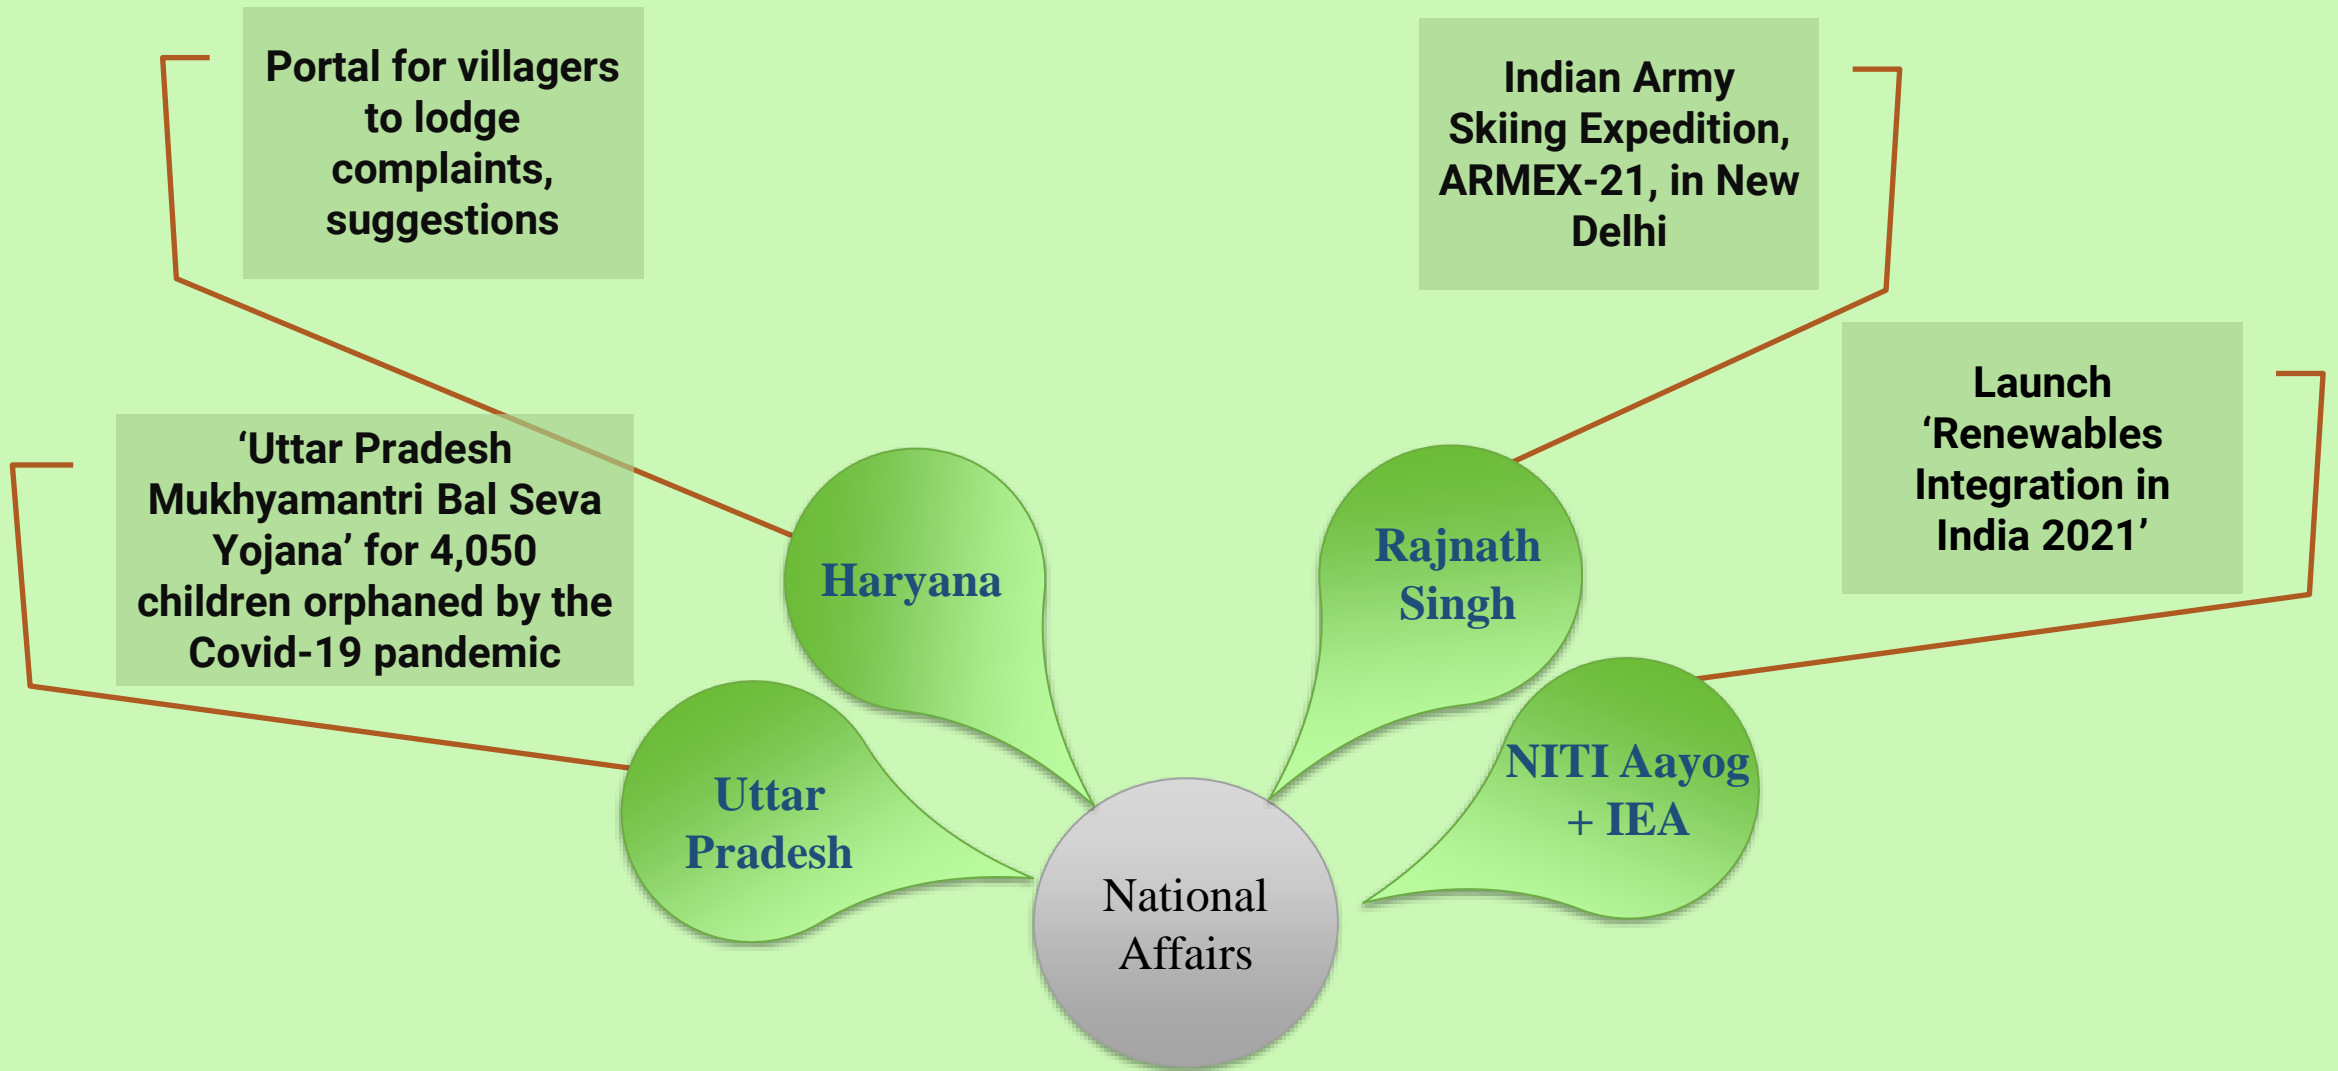 Portal for villagers
to lodge
complaints,
suggestions
Indian Army
Skiing Expedition,
ARMEX-21, in New
Delhi
‘Uttar Pradesh
Mukhyamantri Bal Seva
Yojana’ for 4,050
children orphaned by the
Covid-19 pandemic
Launch
‘Renewables
Integration in
India 2021’
Haryana
Rajnath
Singh
Uttar
Pradesh
NITI Aayog
+ IEA
National
Affairs